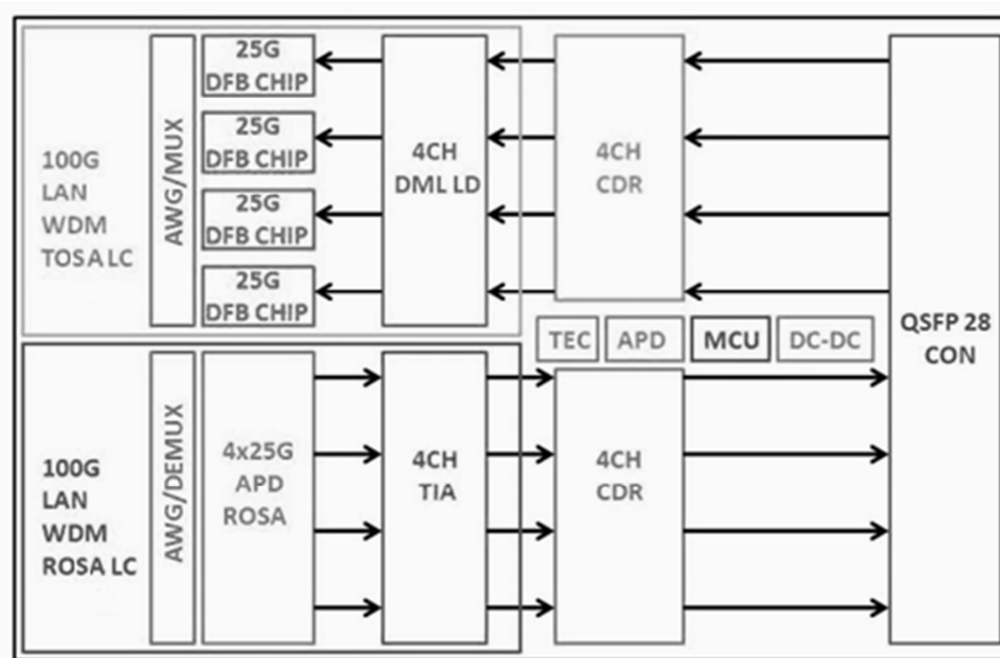 100G
LAN
WDM
TOSA LC
AWG/MUX
25G
DFB CHIP
25G
DFB CHIP
25G
DFB CHIP
25G
DFB CHIP
4CH
DML LD
4CH
CDR
TEC
APD
MCU
DC-DC
QSFP 28
CON
100G
LAN
WDM
ROSA LC
AWG/DEMUX
4x25G
APD
ROSA
4CH
TIA
4CH
CDR